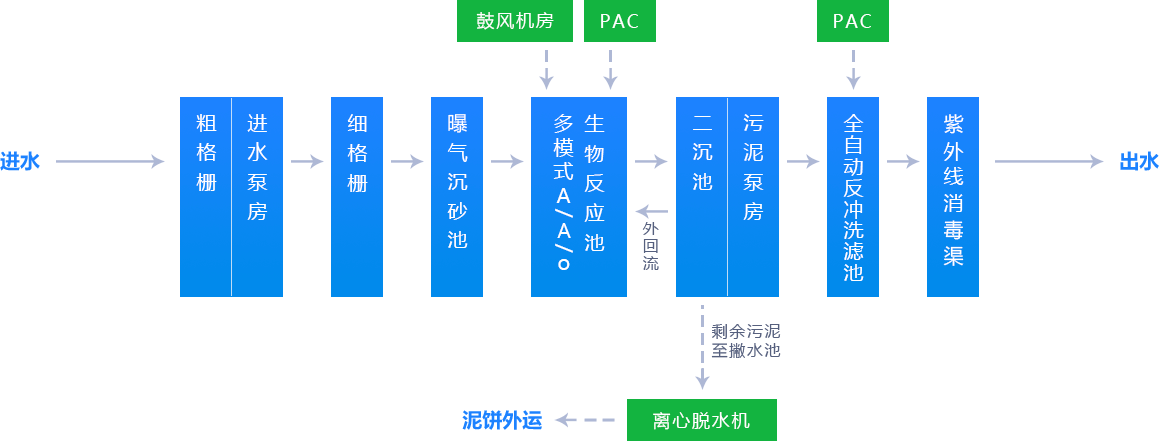 鼓风机房
PAC
PAC
进水
粗格栅
进水泵房
细格栅
曝气沉砂池
多模式A/A/O
生物反应池
二沉池
污泥泵房
全自动反冲洗滤池
紫外线消毒渠
出水
外回流
剩余污泥
至撇水池
离心脱水机
泥饼外运